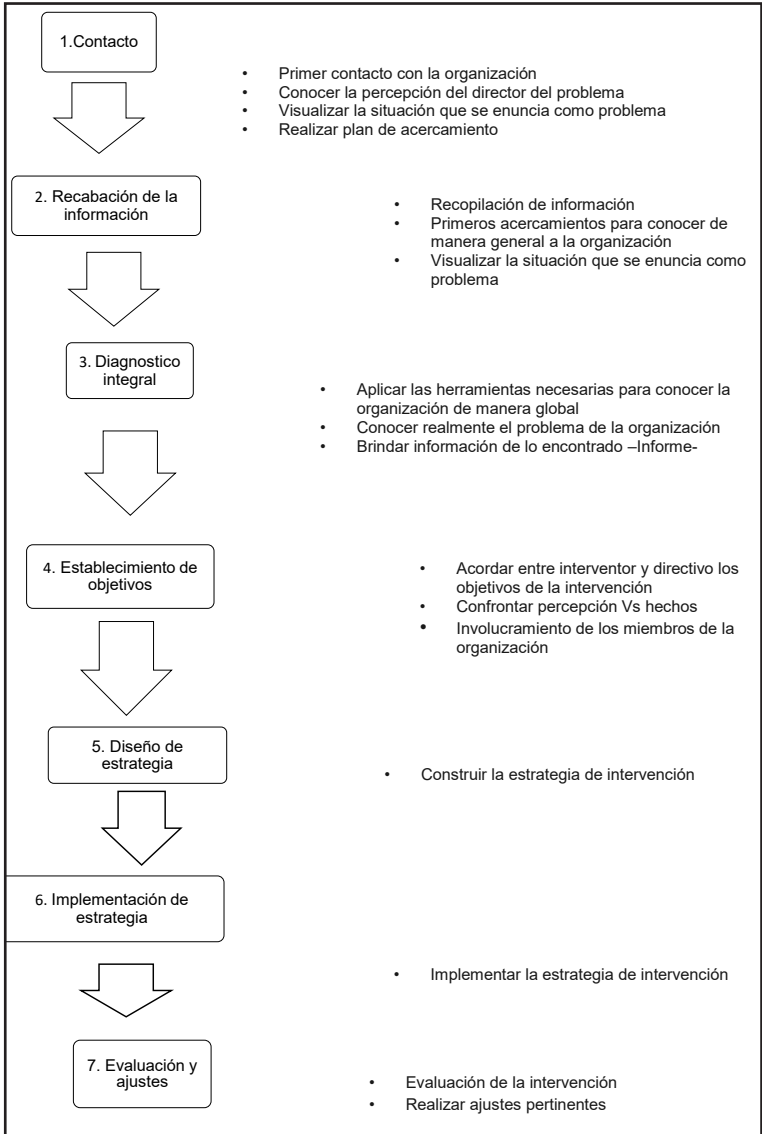 1.Contacto
• Primer contacto con la organización
• Conocer la percepción del director del problema
• Visualizar la situación que se enuncia como problema
• Realizar plan de acercamiento
2. Recabación de la
información
• Recopilación de información
• Primeros acercamientos para conocer de
manera general a la organización
• Visualizar la situación que se enuncia como
problema
3. Diagnostico
integral
• Aplicar las herramientas necesarias para conocer la
organización de manera global
• Conocer realmente el problema de la organización
• Brindar información de lo encontrado –Informe-
4. Establecimiento de
objetivos
• Acordar entre interventor y directivo los
objetivos de la intervención
• Confrontar percepción Vs hechos
• Involucramiento de los miembros de la
organización
5. Diseño de
estrategia
• Construir la estrategia de intervención
6. Implementación de
estrategia
• Implementar la estrategia de intervención
7. Evaluación y
ajustes
• Evaluación de la intervención
• Realizar ajustes pertinentes